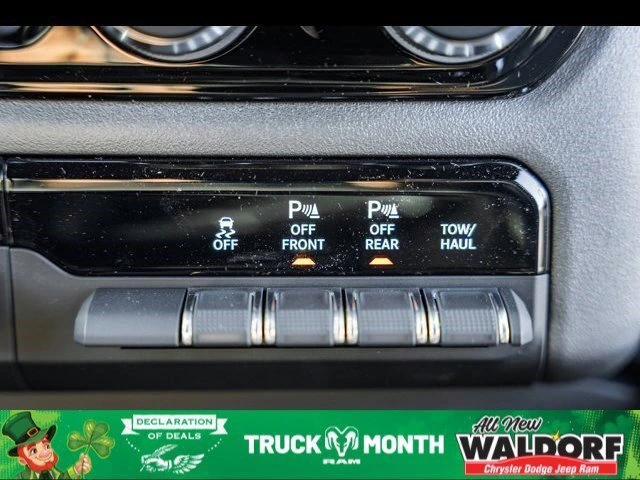 P P
OFF OFF OFF TOW/
FRONT REAR HAUL
DECLARATION
OF DEALS
TRUCK MONTH
RAM
All New
WALDORF
Chrysler Dodge Jeep Ram